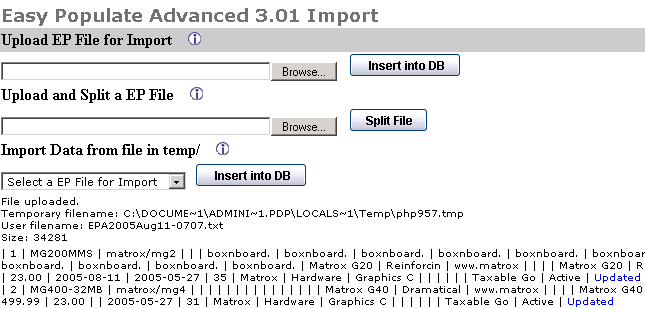 Easy Populate Advanced 3.01 Import
Upload EP File for Import
Browse...
Insert into DB
Upload and Split a EP File
Browse...
Split File
Import Data from file in temp/
Select a EP File for Import
Insert into DB
File uploaded.
Temporary filename: C:\DOCUME~1\ADMINI~1.PDP\LOCALS~1\Temp\php957.tmp
User filename: EPA2005Aug11-0707.txt
Size: 34281
| 1 | MG200MMS | matrox/mg2 | | | boxnboard. | boxnboard. | boxnboard. | boxnboard. | boxnboard. | boxnboard
boxnboard. | boxnboard. | boxnboard. | boxnboard. | Matrox G20 | Reinforcin | www.matrox | | | | Matrox G20 | R
| 23.00 | 2005-08-11 | 2005-05-27 | 35 | Matrox | Hardware | Graphics C | | | | | | Taxable Go | Active | Updated
| 2 | MG400-32MB | matrox/mg4 | | | | | | | | | | | | | | Matrox G40 | Dramatical | www.matrox | | | | Matrox G40
499.99 | 23.00 | | 2005-05-27 | 31 | Matrox | Hardware | Graphics C | | | | | | Taxable Go | Active | Updated